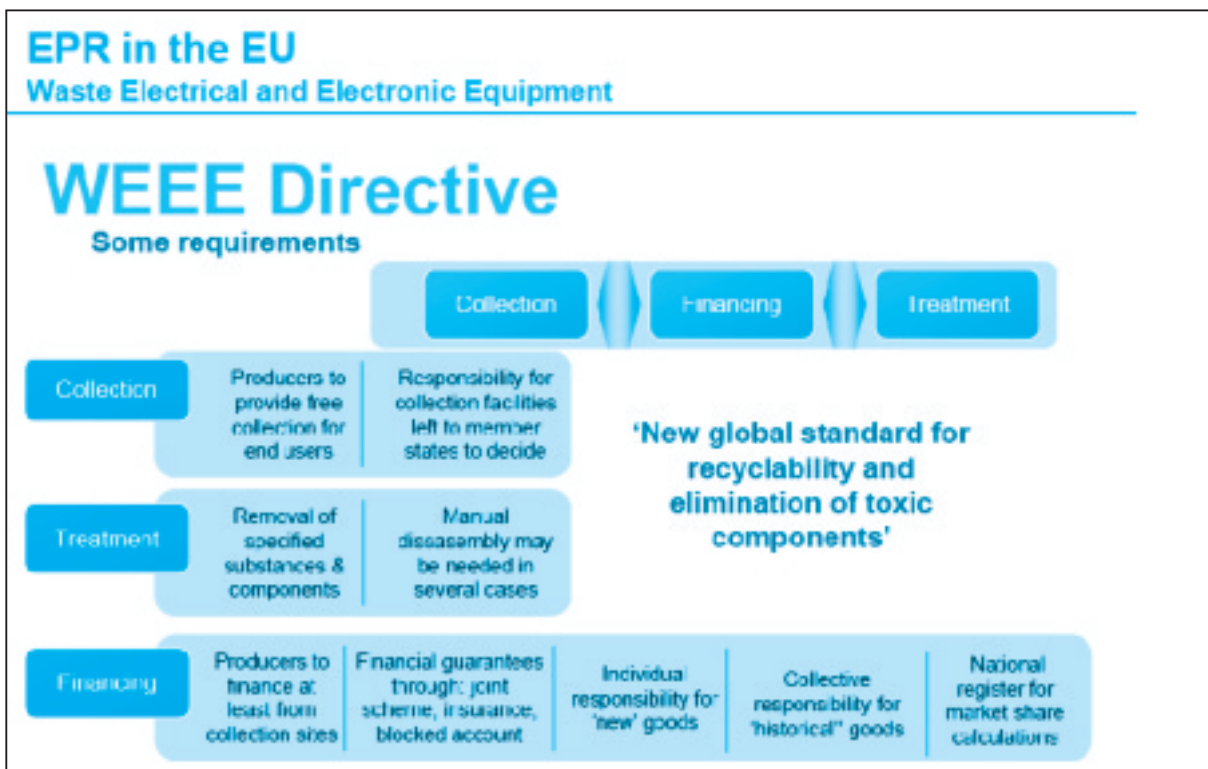 EPR in the EU
Waste Electrical and Electronic Equipment
WEEE Directive
Some requirements
Collection
Financing
Treatment
Collection
Producers to
provide free
collection for
end users
Responsibility for
collection facilities
left to member
states to decide
'New global standard for
recyclability and
elimination of toxic
components'
Treatment
Removal of
specified
substances &
components
Manual
dissasembly may
be needed in
several cases
Financing
Producers to
finance at
least from
collection sites
Financial guarantees
through: joint
scheme, insurance,
blocked account
Individual
responsibility for
'new' goods
Collective
responsibility for
'historical" goods
National
register for
market share
calculations